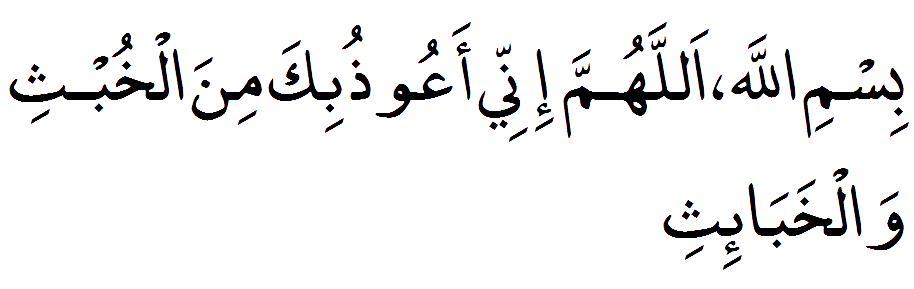 بِسْمِ اللَّه، اَللَّهُمَّ إِنِّي أَعُوذُبِكَ مِنَ الْخُبْثِ
وَالْخَبَائِثِ